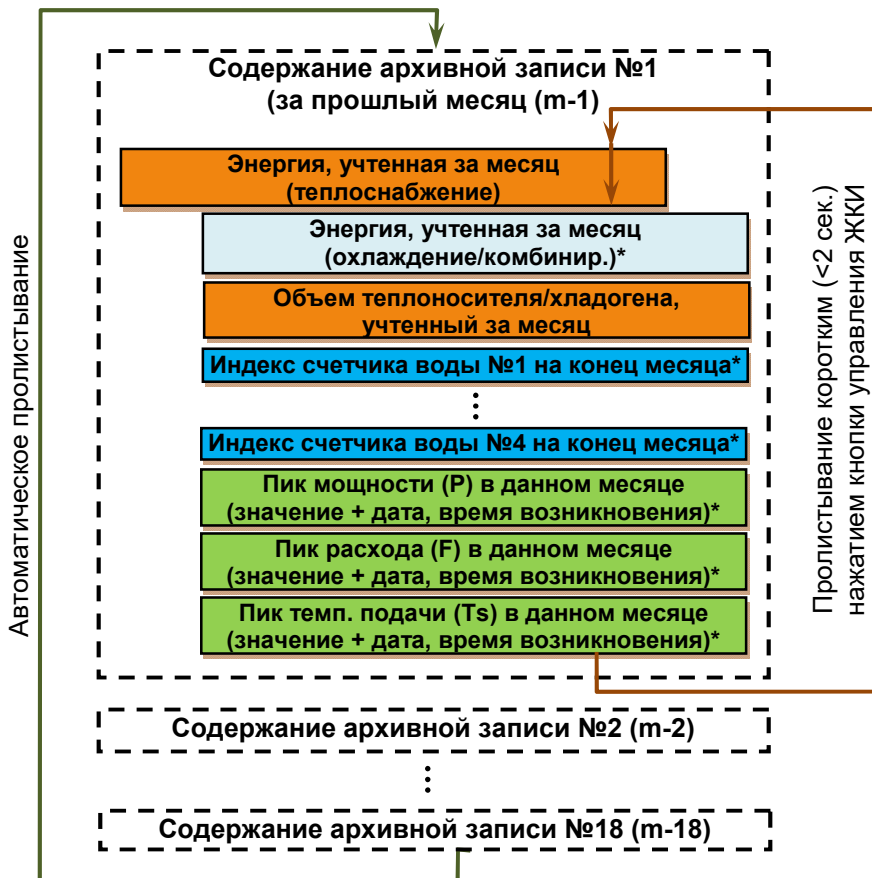 Содержание архивной записи №1
(за прошлый месяц (m-1)
Энергия, учтенная за месяц
(теплоснабжение)
Энергия, учтенная за месяц
(охлаждение/комбинир.)*
Объем теплоносителя/хладогена,
учтенный за месяц
Индекс счетчика воды №1 на конец месяца*
Индекс счетчика воды №4 на конец месяца*
Пик мощности (P) в данном месяце
(значение + дата, время возникновения)*
Пик расхода (F) в данном месяце
(значение + дата, время возникновения)*
Пик темп. подачи (Ts) в данном месяце
(значение + дата, время возникновения)*
Содержание архивной записи №2 (m-2)
Содержание архивной записи №18 (m-18)
Автоматическое пролистывание
Пролистывание коротким (<2 сек.)
нажатием кнопки управления ЖКИ